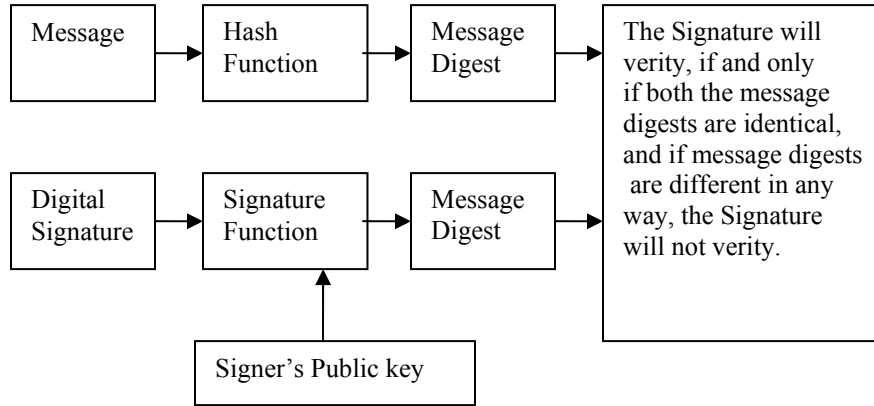 Message
Hash
Function
Message
Digest
The Signature will
verity, if and only
if both the message
digests are identical,
and if message digests
are different in any
way, the Signature
will not verity.
Digital
Signature
Signature
Function
Message
Digest
Signer’s Public key